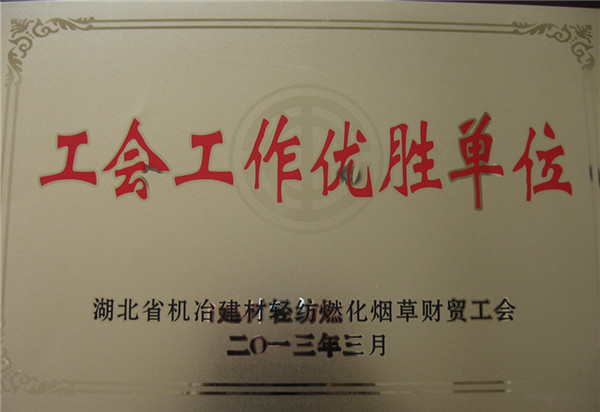 工会工作优胜单位
湖北省机冶建材轻纺燃化烟草财贸工会
二〇一三年三月